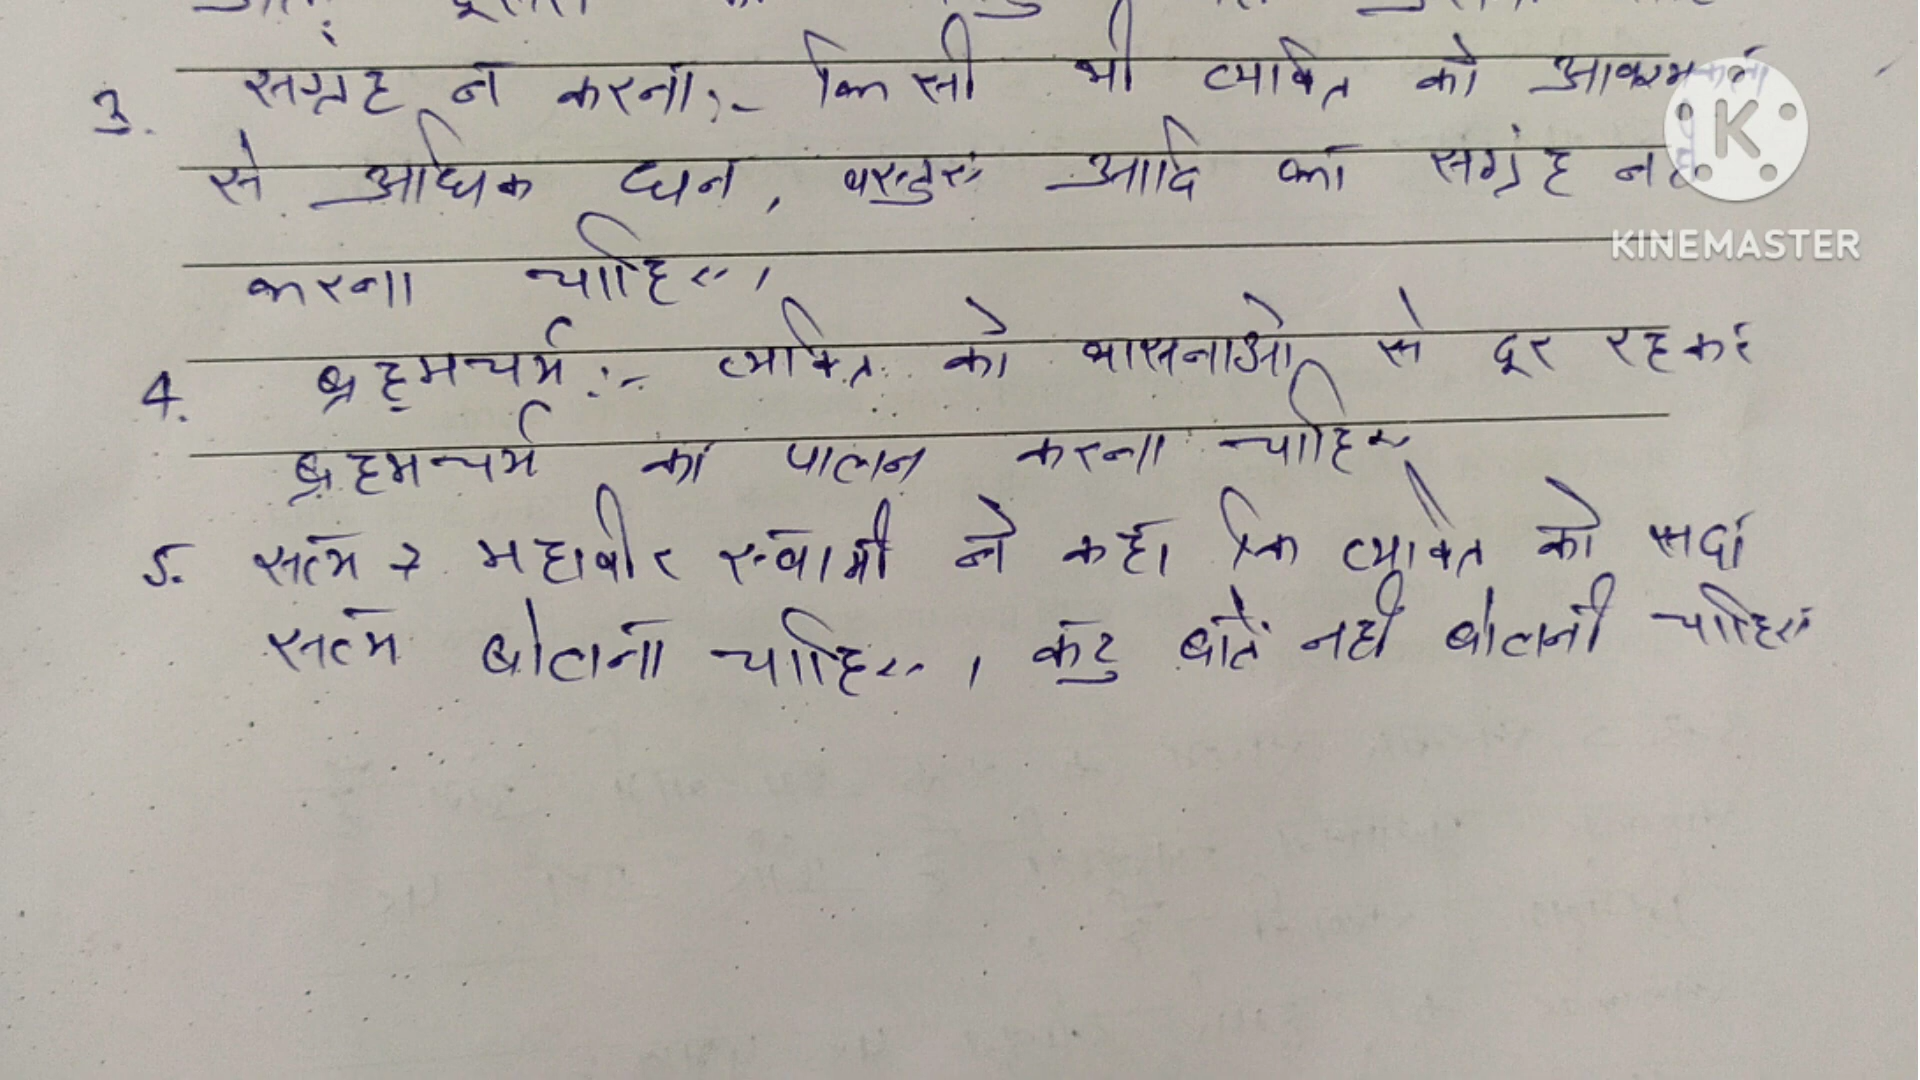 3. संग्रह न करना:- किसी भी व्यक्ति को आवश्यकता
से अधिक धन, वस्तुएं आदि का संग्रह नही
करना चाहिए।
4. ब्रह्मचर्य:- व्यक्ति को वासनाओ से दूर रहकर
ब्रह्मचर्य का पालन करना चाहिए
5. सत्य → महावीर स्वामी ने कहा कि व्यक्ति को सदा
सत्य बोलना चाहिए। कटु बातें नही बोलनी चाहिए
K
KINEMASTER